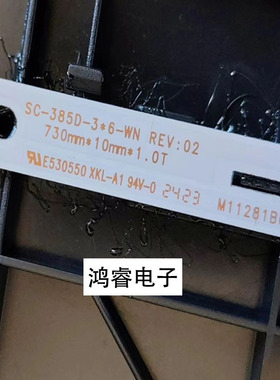 SC-385D-3*6-WN REV:02
730mm*10mm*1.0T
E530550 XKL-A1 94V-0 2423 M11281B
鸿睿电子